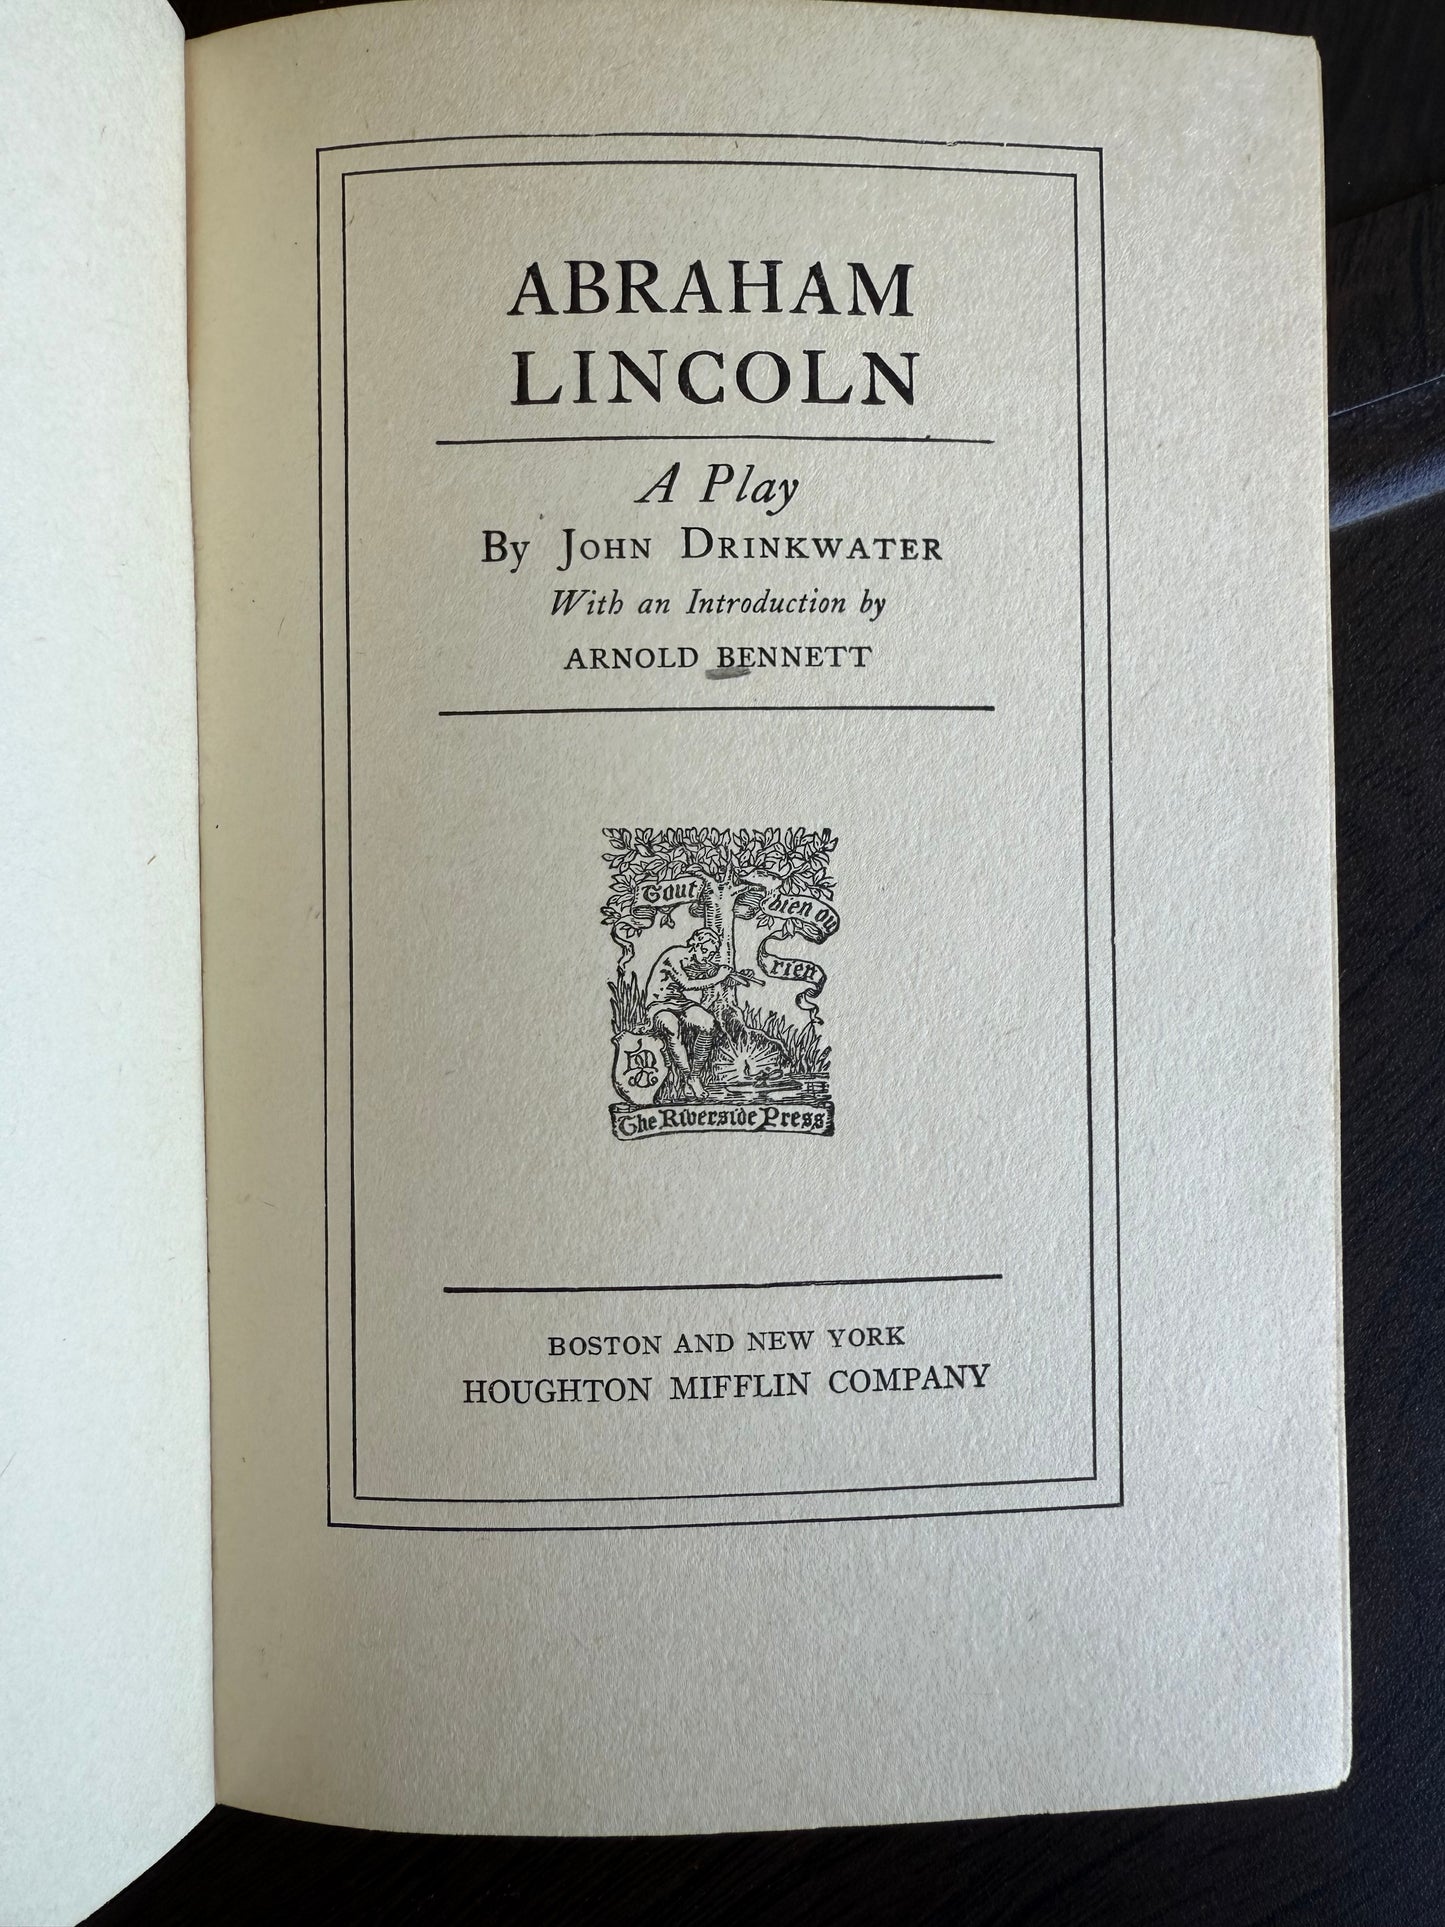 ABRAHAM
LINCOLN
A Play
By JOHN DRINKWATER
With an Introduction by
ARNOLD BENNETT
Tout
bien ou
rien
The Riverside Press
BOSTON AND NEW YORK
HOUGHTON MIFFLIN COMPANY